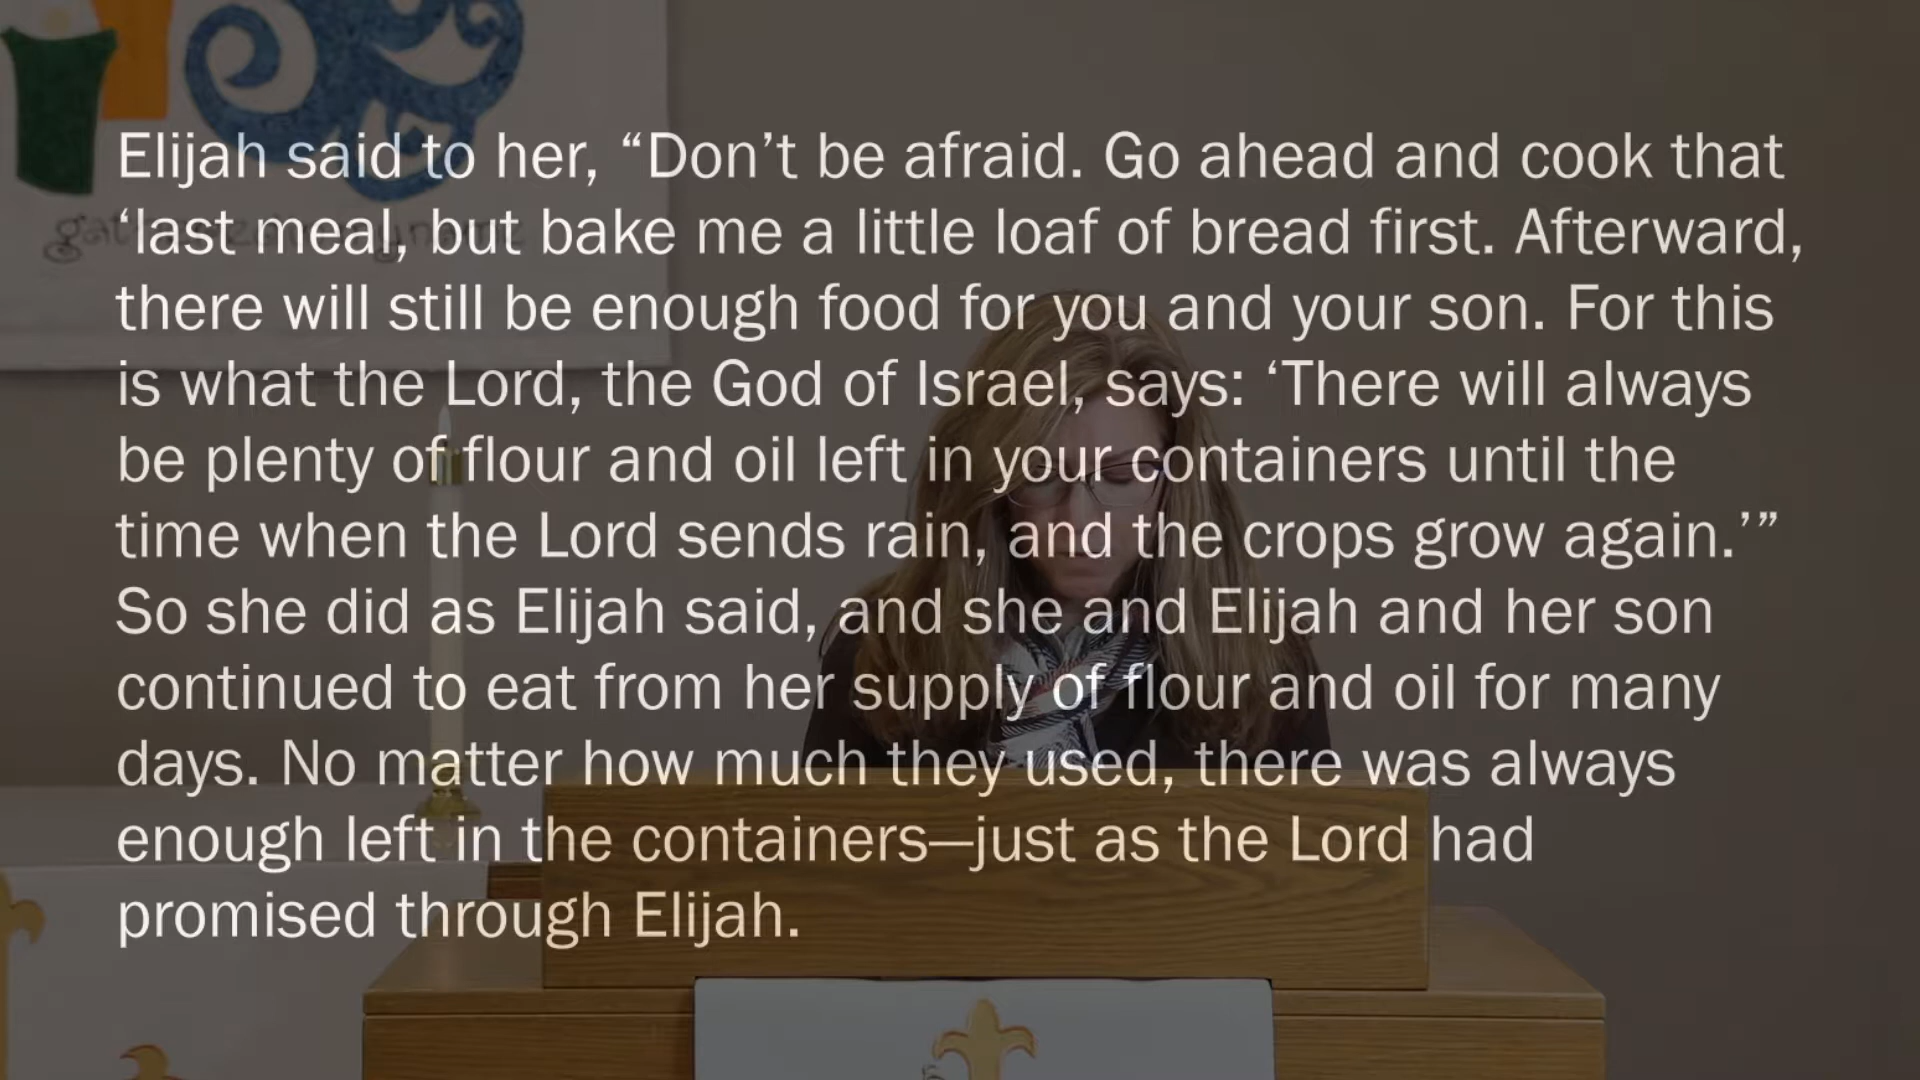 Elijah said to her, “Don’t be afraid. Go ahead and cook that
‘last meal, but bake me a little loaf of bread first. Afterward,
there will still be enough food for you and your son. For this
is what the Lord, the God of Israel, says: ‘There will always
be plenty of flour and oil left in your containers until the
time when the Lord sends rain, and the crops grow again.’”
So she did as Elijah said, and she and Elijah and her son
continued to eat from her supply of flour and oil for many
days. No matter how much they used, there was always
enough left in the containers—just as the Lord had
promised through Elijah.